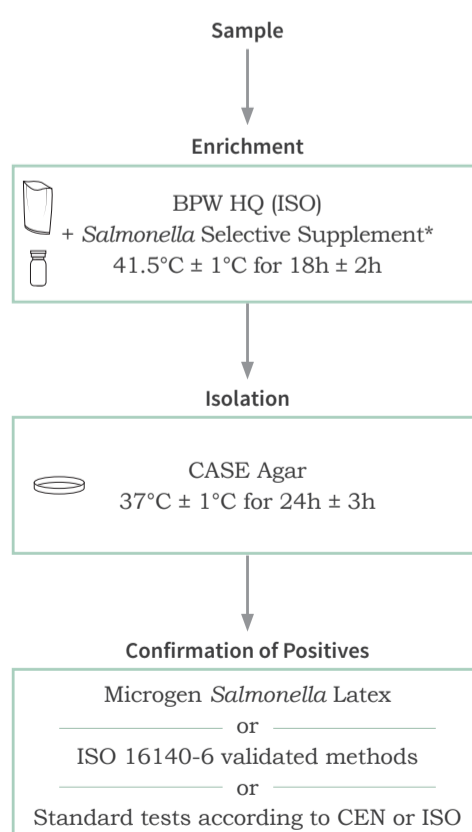 Sample
Enrichment
BPW HQ (ISO)
+ Salmonella Selective Supplement*
41.5°C ± 1°C for 18h ± 2h
Isolation
CASE Agar
37°C ± 1°C for 24h ± 3h
Confirmation of Positives
Microgen Salmonella Latex
or
ISO 16140-6 validated methods
or
Standard tests according to CEN or ISO